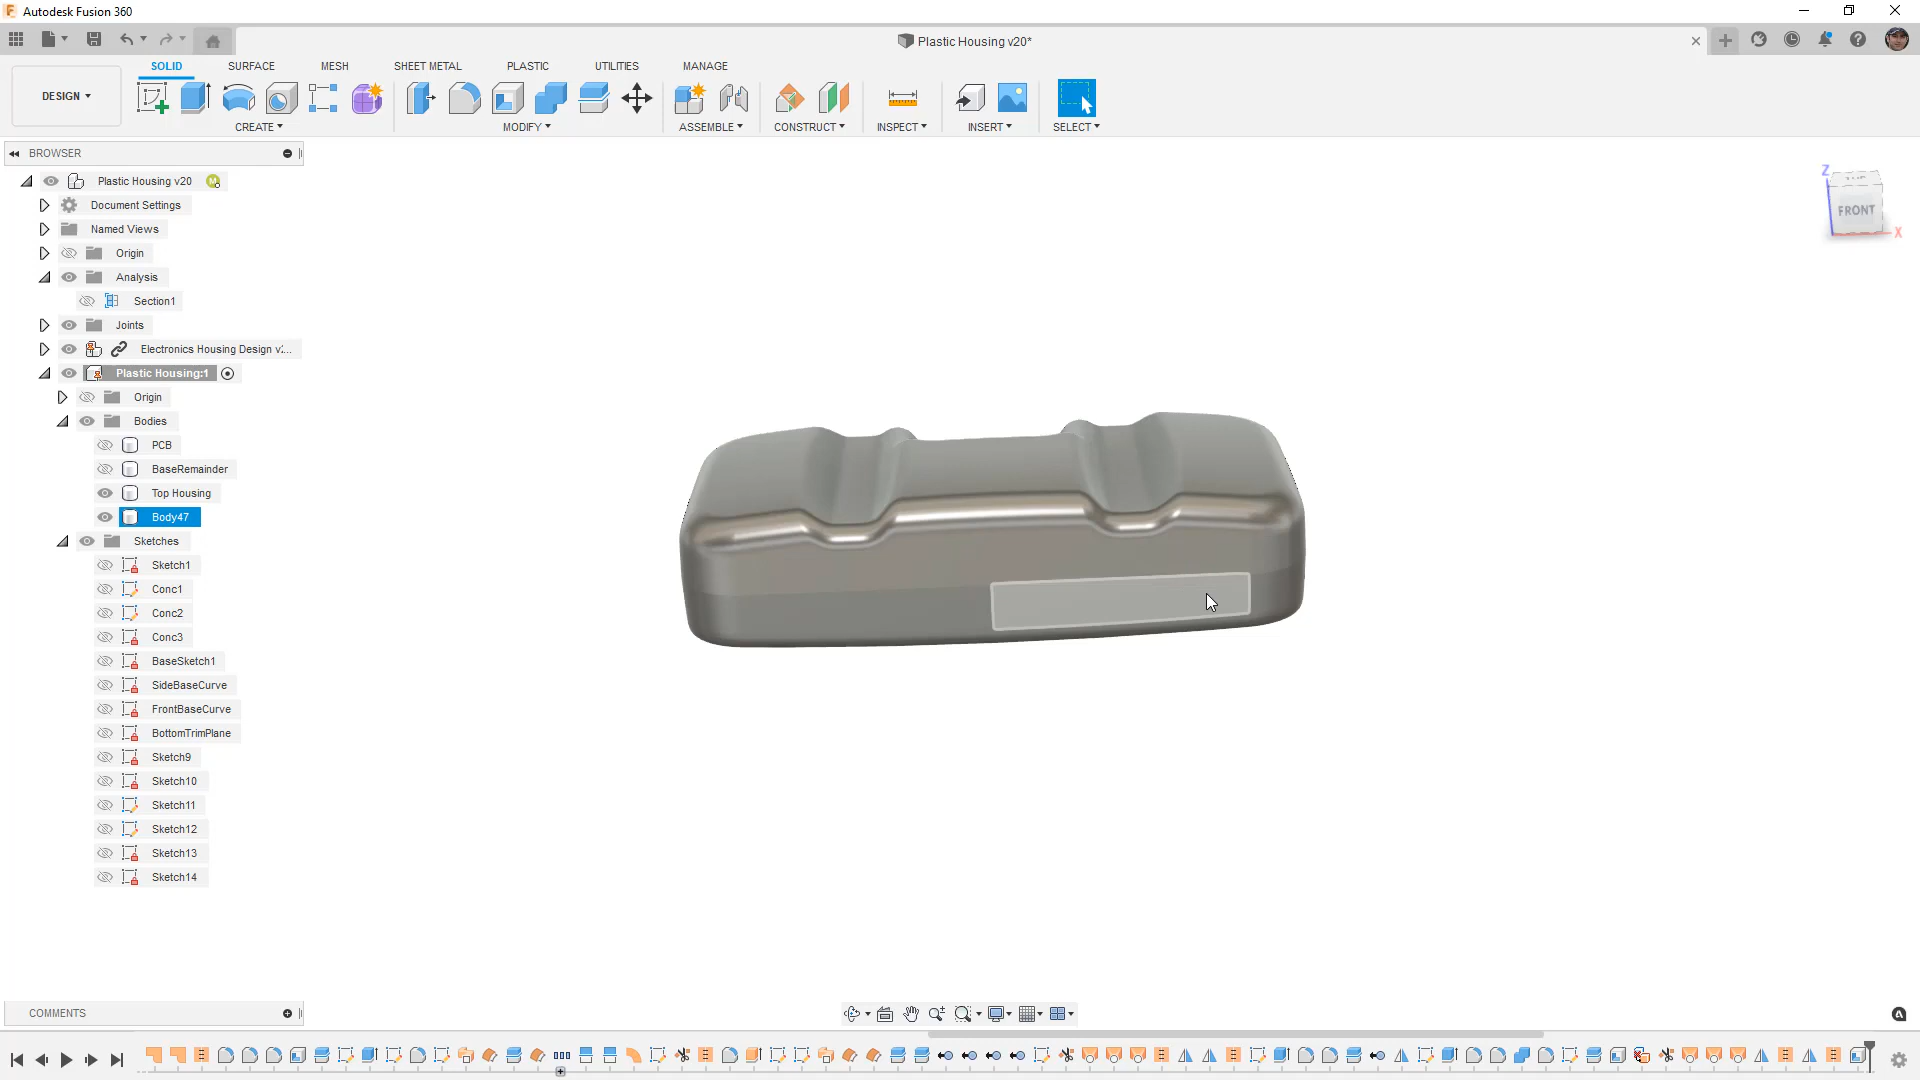 Autodesk Fusion 360
Plastic Housing v20*
DESIGN
SOLID
SURFACE
MESH
SHEET METAL
PLASTIC
UTILITIES
MANAGE
CREATE
MODIFY
ASSEMBLE
CONSTRUCT
INSPECT
INSERT
SELECT
BROWSER
Plastic Housing v20
M
Document Settings
Named Views
Origin
Analysis
Section1
Joints
Electronics Housing Design v:...
Plastic Housing:1
Origin
Bodies
PCB
BaseRemainder
Top Housing
Body47
Sketches
Sketch1
Conc1
Conc2
Conc3
BaseSketch1
SideBaseCurve
FrontBaseCurve
BottomTrimPlane
Sketch9
Sketch10
Sketch11
Sketch12
Sketch13
Sketch14
Z
TOP
FRONT
X
COMMENTS